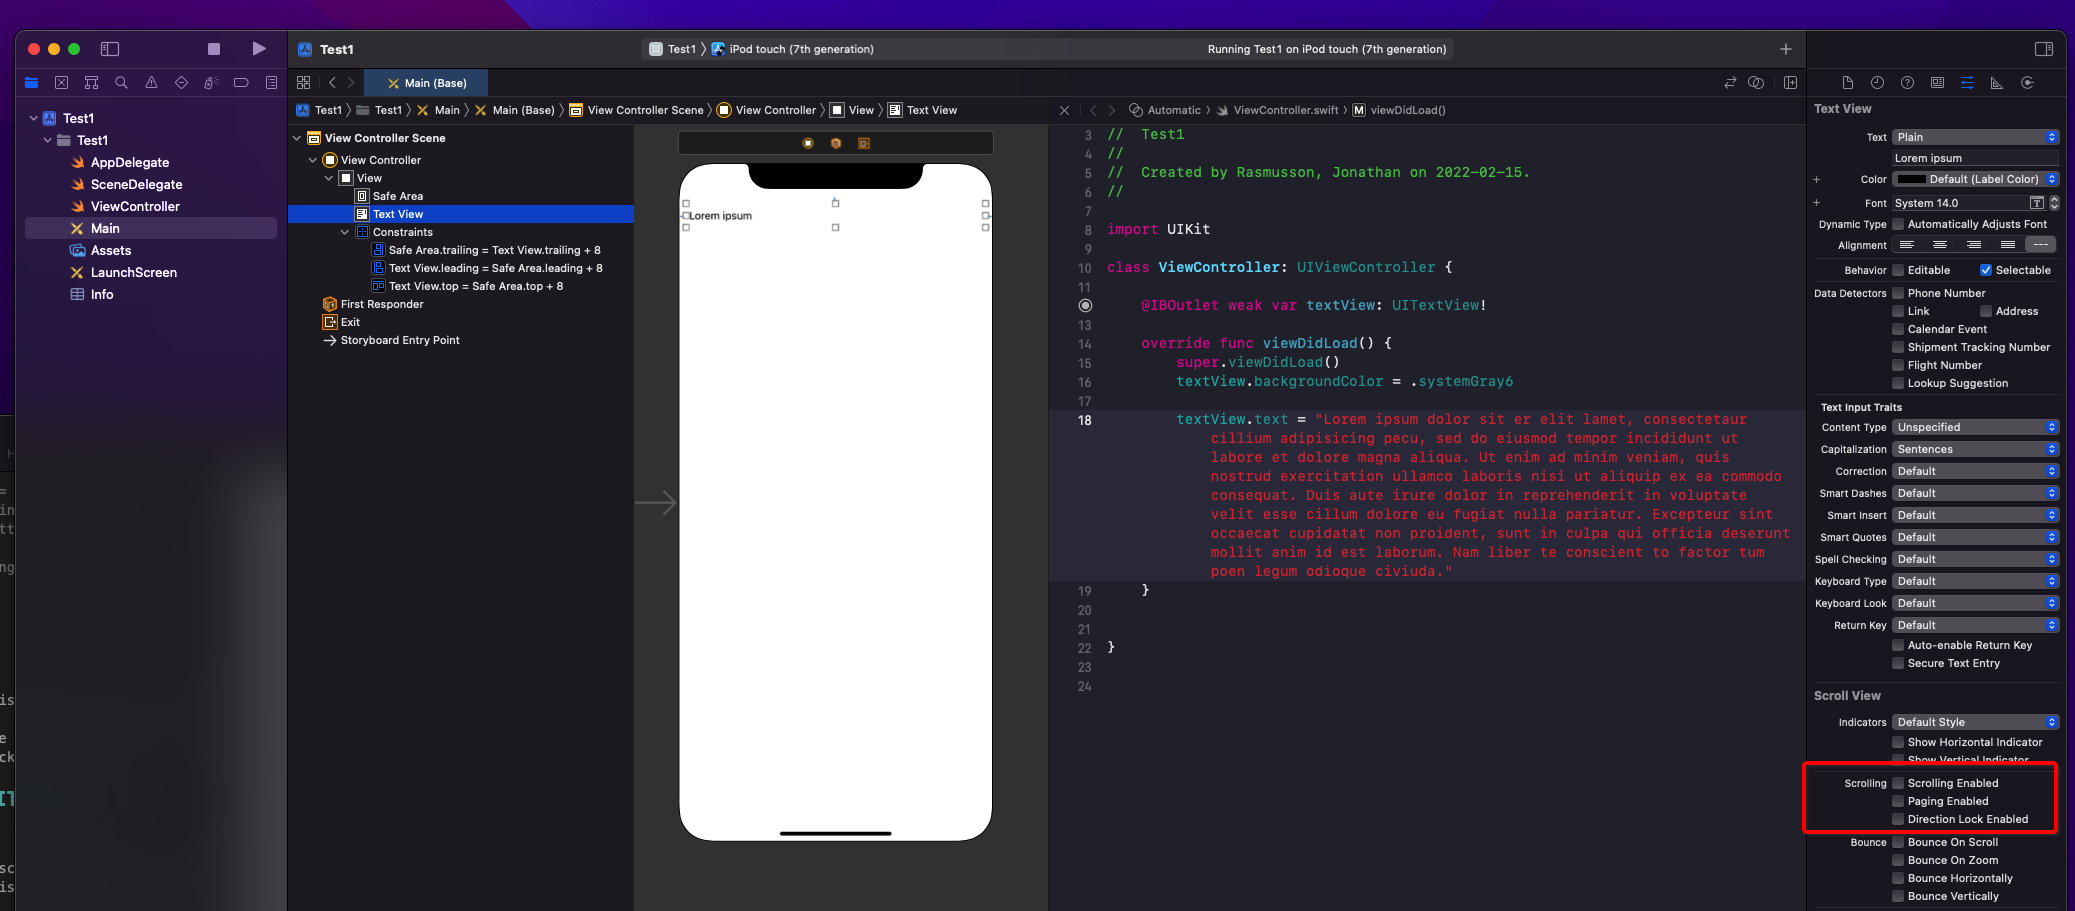 Test1
Test1 〉 iPod touch (7th generation)
Running Test1 on iPod touch (7th generation)
Main (Base)
Test1
Test1
AppDelegate
SceneDelegate
ViewController
Main
Assets
LaunchScreen
Info
Test1 〉 Test1 〉 Main 〉 Main (Base) 〉 View Controller Scene 〉 View Controller 〉 View 〉 Text View
View Controller Scene
View Controller
View
Safe Area
Text View
Constraints
Safe Area.trailing = Text View.trailing + 8
Text View.leading = Safe Area.leading + 8
Text View.top = Safe Area.top + 8
First Responder
Exit
Storyboard Entry Point
Lorem ipsum
Automatic 〉 ViewController.swift 〉 M viewDidLoad()
3 // Test1
4 //
5 // Created by Rasmusson, Jonathan on 2022-02-15.
6 //
7
8 import UIKit
9
10 class ViewController: UIViewController {
11
@IBOutlet weak var textView: UITextView!
13
14 override func viewDidLoad() {
15 super.viewDidLoad()
16 textView.backgroundColor = .systemGray6
17
18 textView.text = "Lorem ipsum dolor sit er elit lamet, consectetaur
cillium adipisicing pecu, sed do eiusmod tempor incididunt ut
labore et dolore magna aliqua. Ut enim ad minim veniam, quis
nostrud exercitation ullamco laboris nisi ut aliquip ex ea commodo
consequat. Duis aute irure dolor in reprehenderit in voluptate
velit esse cillum dolore eu fugiat nulla pariatur. Excepteur sint
occaecat cupidatat non proident, sunt in culpa qui officia deserunt
mollit anim id est laborum. Nam liber te conscient to factor tum
poen legum odioque civiuda."
19 }
20
21
22 }
23
24
Text View
Text Plain
Lorem ipsum
Color Default (Label Color)
Font System 14.0
Dynamic Type Automatically Adjusts Font
Alignment
Behavior Editable Selectable
Data Detectors Phone Number
Link Address
Calendar Event
Shipment Tracking Number
Flight Number
Lookup Suggestion
Text Input Traits
Content Type Unspecified
Capitalization Sentences
Correction Default
Smart Dashes Default
Smart Insert Default
Smart Quotes Default
Spell Checking Default
Keyboard Type Default
Keyboard Look Default
Return Key Default
Auto-enable Return Key
Secure Text Entry
Scroll View
Indicators Default Style
Show Horizontal Indicator
Show Vertical Indicator
Scrolling Scrolling Enabled
Paging Enabled
Direction Lock Enabled
Bounce Bounce On Scroll
Bounce On Zoom
Bounce Horizontally
Bounce Vertically